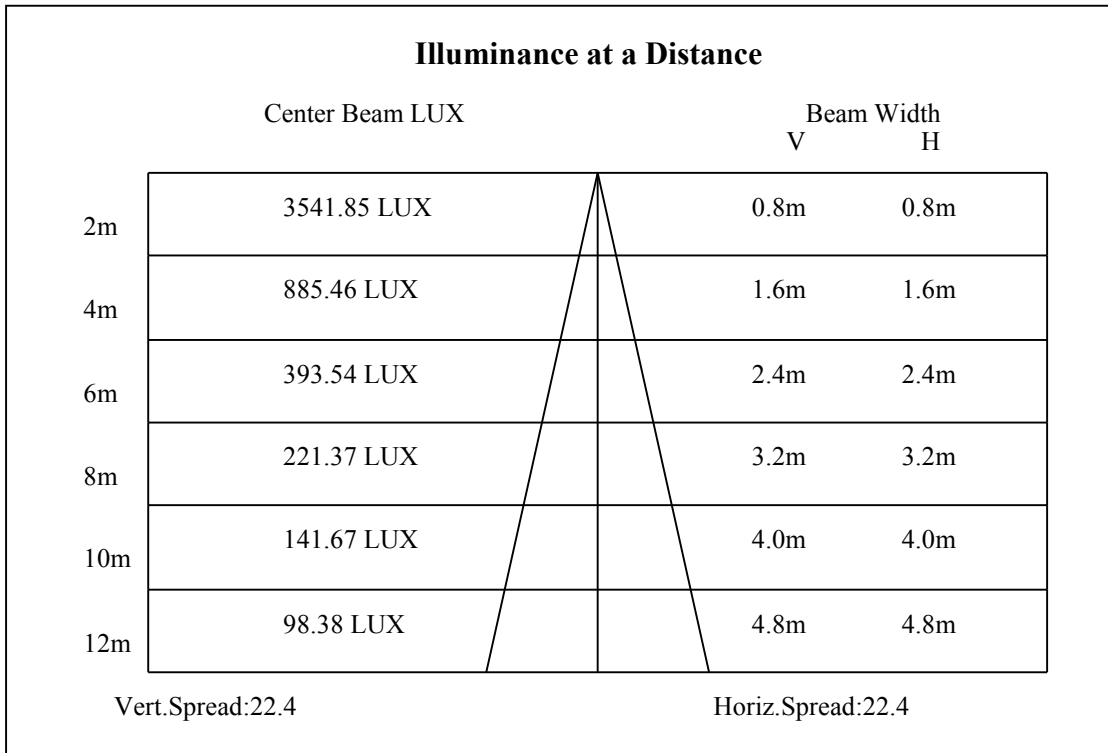 Illuminance at a Distance
Center Beam LUX Beam Width
V H
2m 3541.85 LUX 0.8m 0.8m
4m 885.46 LUX 1.6m 1.6m
6m 393.54 LUX 2.4m 2.4m
8m 221.37 LUX 3.2m 3.2m
10m 141.67 LUX 4.0m 4.0m
12m 98.38 LUX 4.8m 4.8m
Vert.Spread:22.4 Horiz.Spread:22.4